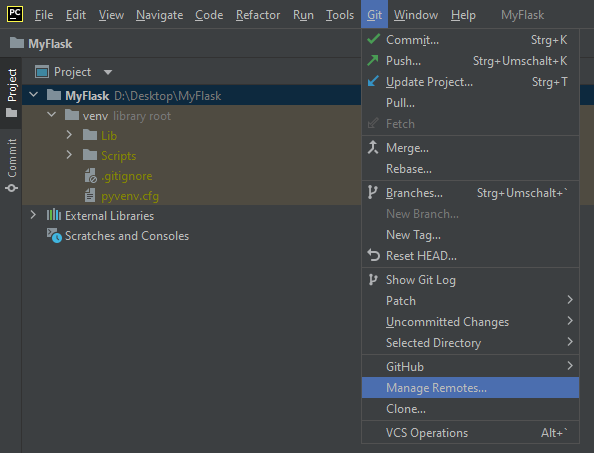 PC File Edit View Navigate Code Refactor Run Tools Git Window Help MyFlask
MyFlask
Project
Project
MyFlask D:\Desktop\MyFlask
venv library root
Lib
Scripts
.gitignore
pyvenv.cfg
External Libraries
Scratches and Consoles
Commit
Commit... Strg+K
Push... Strg+Umschalt+K
Update Project... Strg+T
Pull...
Fetch
Merge...
Rebase...
Branches... Strg+Umschalt+`
New Branch...
New Tag...
Reset HEAD...
Show Git Log
Patch
Uncommitted Changes
Selected Directory
GitHub
Manage Remotes...
Clone...
VCS Operations Alt+`